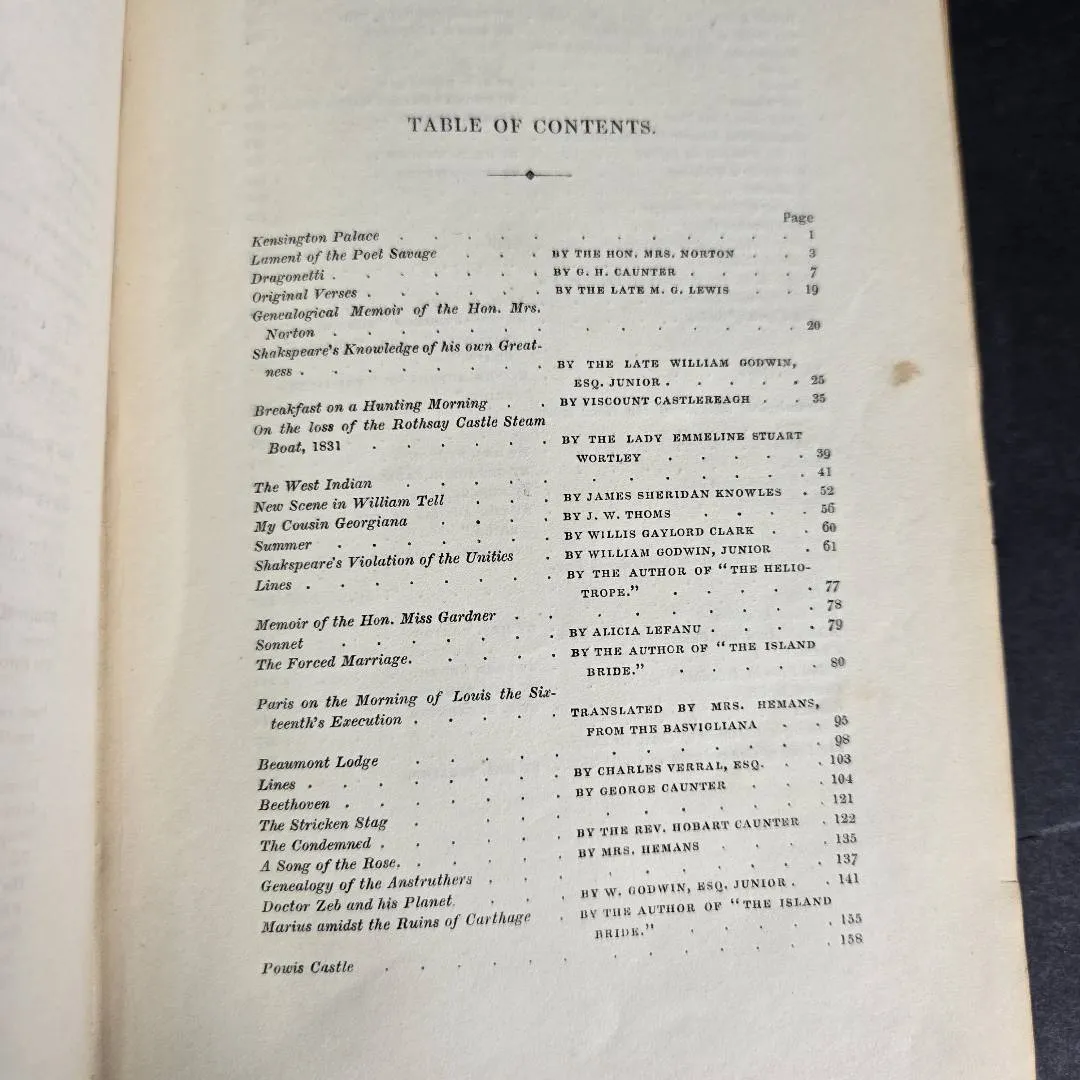 TABLE OF CONTENTS.
Page
Kensington Palace . . . . . . . . . . . 1
Lament of the Poet Savage . . . BY THE HON. MRS. NORTON . . 3
Dragonetti . . . . . . BY G. H. CAUNTER . . . . 7
Original Verses . . . . . . BY THE LATE M. G. LEWIS . . 19
Genealogical Memoir of the Hon. Mrs.
Norton . . . . . . . . . . . . 20
Shakspeare's Knowledge of his own Great-
ness . . . . . . . BY THE LATE WILLIAM GODWIN,
ESQ. JUNIOR . . . . . 25
Breakfast on a Hunting Morning . . BY VISCOUNT CASTLEREAGH . . 35
On the loss of the Rothsay Castle Steam
Boat, 1831 . . . . . . BY THE LADY EMMELINE STUART
WORTLEY . . . . . 39
The West Indian . . . . . . . . . . . 41
New Scene in William Tell . . . BY JAMES SHERIDAN KNOWLES . 52
My Cousin Georgiana . . . . BY J. W. THOMS . . . . 56
Summer . . . . . . . BY WILLIS GAYLORD CLARK . . 60
Shakspeare's Violation of the Unities . BY WILLIAM GODWIN, JUNIOR . 61
Lines . . . . . . . . BY THE AUTHOR OF "THE HELIO-
TROPE." . . . . . 77
Memoir of the Hon. Miss Gardner . . . . . . . . . 78
Sonnet . . . . . . . BY ALICIA LEFANU . . . . 79
The Forced Marriage. . . . . BY THE AUTHOR OF "THE ISLAND
BRIDE." . . . . 80
Paris on the Morning of Louis the Six-
teenth's Execution . . . . . TRANSLATED BY MRS. HEMANS,
FROM THE BASVIGLIANA . . 95
Beaumont Lodge . . . . . . . . . . . 98
Lines . . . . . . . . BY CHARLES VERRAL, ESQ. . . 103
Beethoven . . . . . . . BY GEORGE CAUNTER . . . 104
The Stricken Stag . . . . . . . . . . . 121
The Condemned . . . . . . BY THE REV. HOBART CAUNTER . 122
A Song of the Rose. . . . . . BY MRS. HEMANS . . . . 135
Genealogy of the Anstruthers . . . . . . . . . 137
Doctor Zeb and his Planet. . . . BY W. GODWIN, ESQ. JUNIOR . . 141
Marius amidst the Ruins of Carthage . BY THE AUTHOR OF "THE ISLAND
BRIDE." . . . . . 155
Powis Castle . . . . . . . . . . . . 158